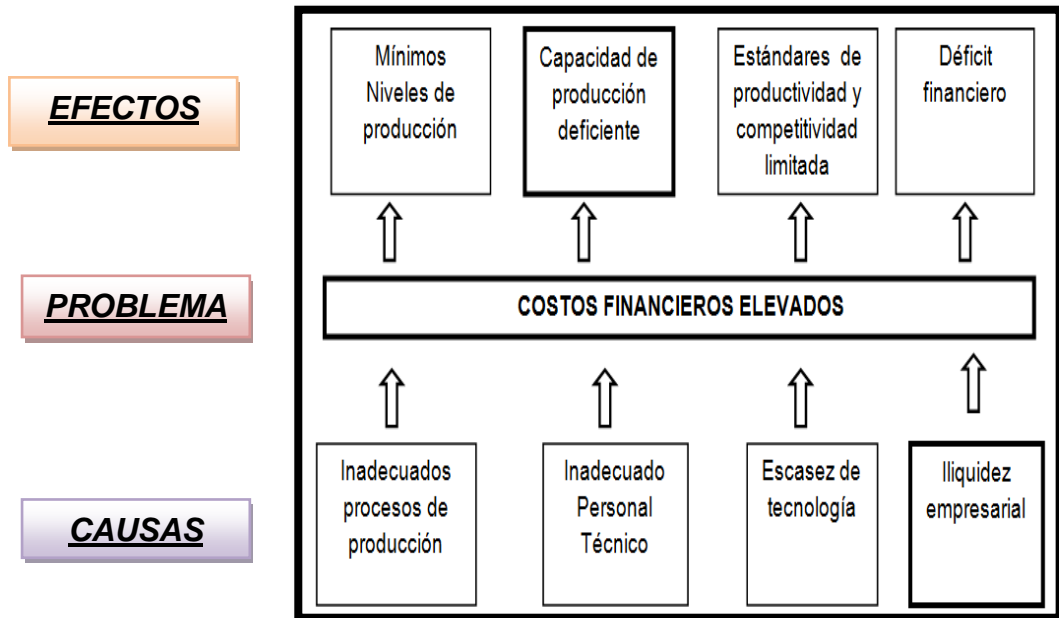 EFECTOS
Mínimos
Niveles de
producción
Capacidad de
producción
deficiente
Estándares de
productividad y
competitividad
limitada
Déficit
financiero
PROBLEMA
COSTOS FINANCIEROS ELEVADOS
CAUSAS
Inadecuados
procesos de
producción
Inadecuado
Personal
Técnico
Escasez de
tecnología
Iliquidez
empresarial